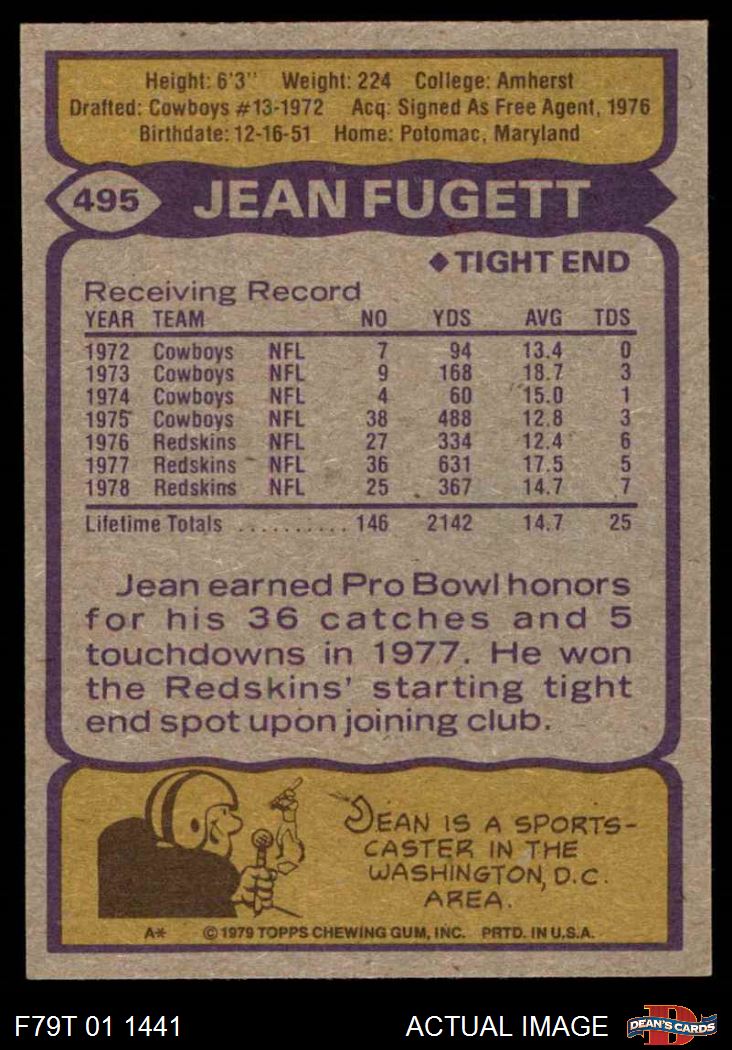 Height: 6'3" Weight: 224 College: Amherst
Drafted: Cowboys #13-1972 Acq: Signed As Free Agent, 1976
Birthdate: 12-16-51 Home: Potomac, Maryland
495 JEAN FUGETT
◆ TIGHT END
Receiving Record
YEAR TEAM NO YDS AVG TDS
1972 Cowboys NFL 7 94 13.4 0
1973 Cowboys NFL 9 168 18.7 3
1974 Cowboys NFL 4 60 15.0 1
1975 Cowboys NFL 38 488 12.8 3
1976 Redskins NFL 27 334 12.4 6
1977 Redskins NFL 36 631 17.5 5
1978 Redskins NFL 25 367 14.7 7
Lifetime Totals .......... 146 2142 14.7 25
Jean earned Pro Bowl honors
for his 36 catches and 5
touchdowns in 1977. He won
the Redskins' starting tight
end spot upon joining club.
JEAN IS A SPORTS-
CASTER IN THE
WASHINGTON, D.C.
AREA.
A* © 1979 TOPPS CHEWING GUM, INC. PRTD. IN U.S.A.
F79T 01 1441 ACTUAL IMAGE D DEAN'S CARDS